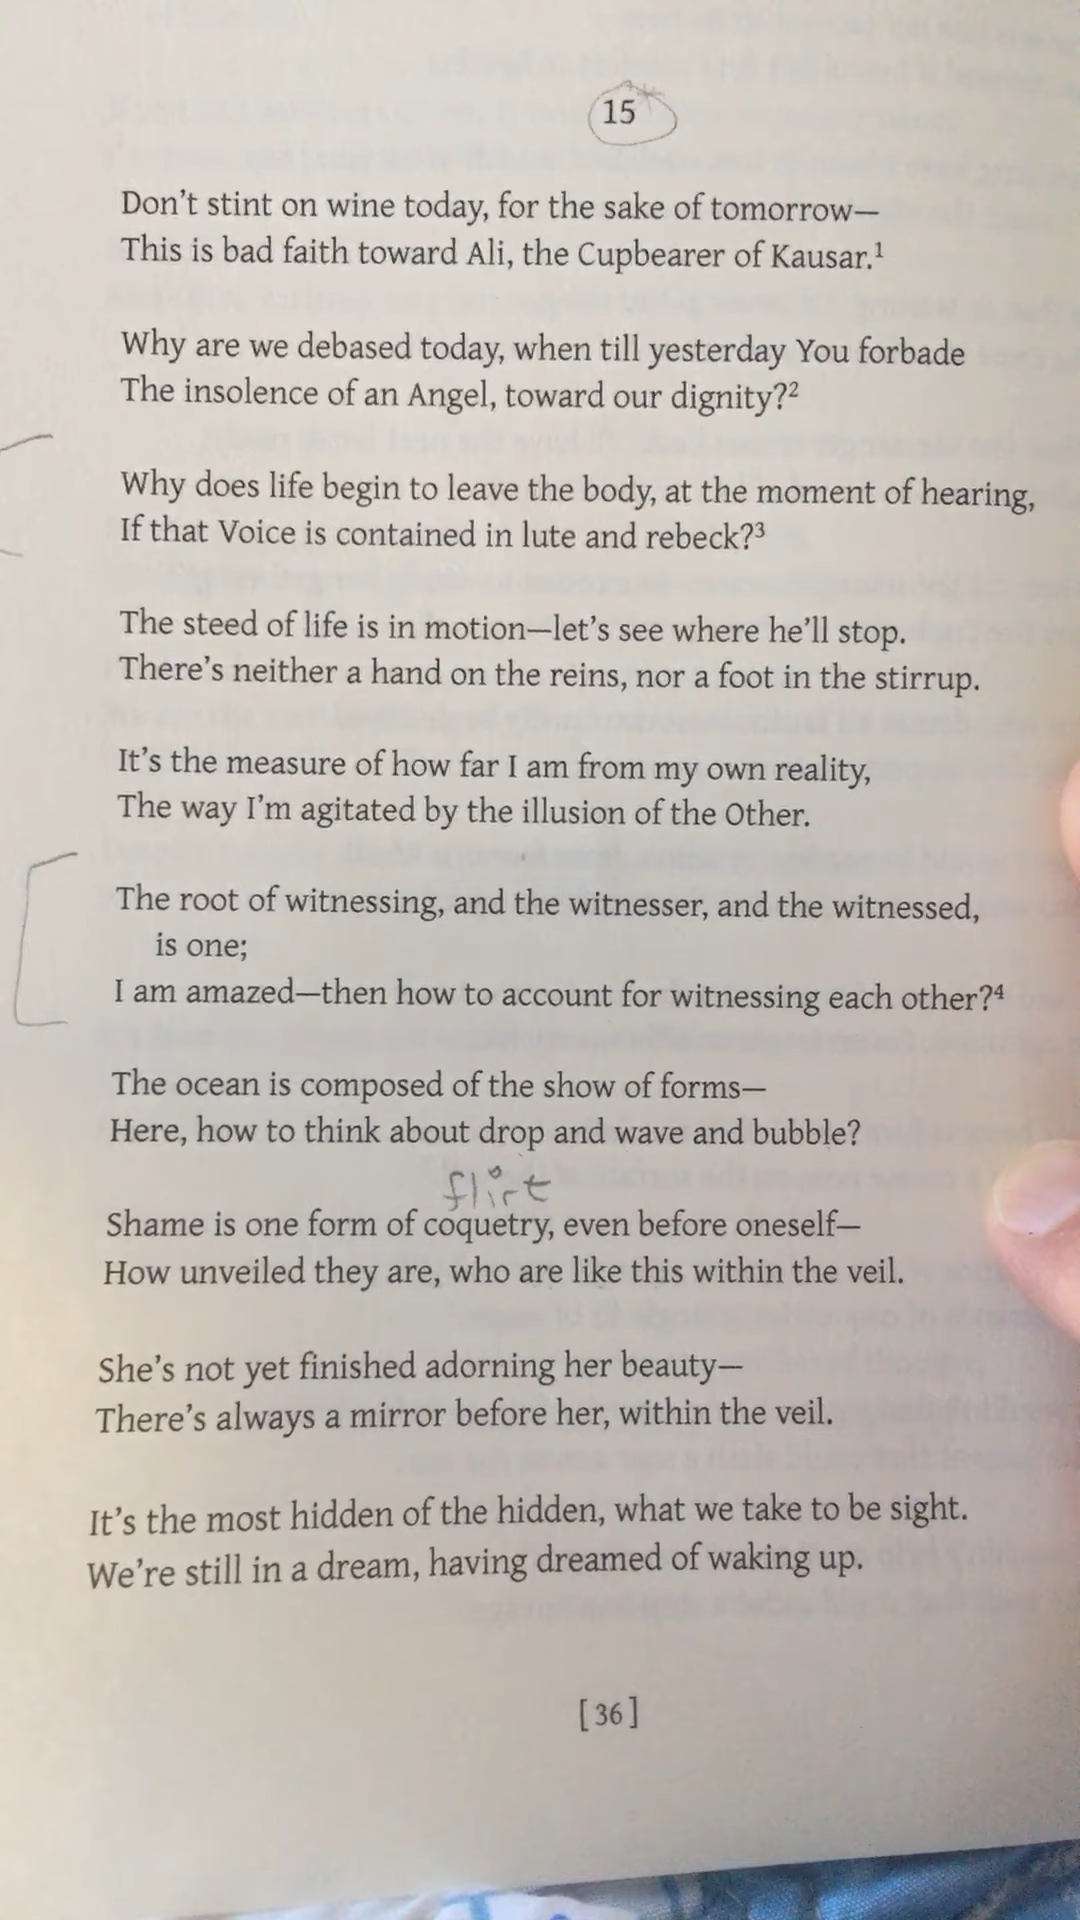 15
Don't stint on wine today, for the sake of tomorrow—
This is bad faith toward Ali, the Cupbearer of Kausar.¹
Why are we debased today, when till yesterday You forbade
The insolence of an Angel, toward our dignity?²
Why does life begin to leave the body, at the moment of hearing,
If that Voice is contained in lute and rebeck?³
The steed of life is in motion—let's see where he'll stop.
There's neither a hand on the reins, nor a foot in the stirrup.
It's the measure of how far I am from my own reality,
The way I'm agitated by the illusion of the Other.
The root of witnessing, and the witnesser, and the witnessed,
is one;
I am amazed—then how to account for witnessing each other?⁴
The ocean is composed of the show of forms—
Here, how to think about drop and wave and bubble?
flirt
Shame is one form of coquetry, even before oneself—
How unveiled they are, who are like this within the veil.
She's not yet finished adorning her beauty—
There's always a mirror before her, within the veil.
It's the most hidden of the hidden, what we take to be sight.
We're still in a dream, having dreamed of waking up.
[ 36 ]